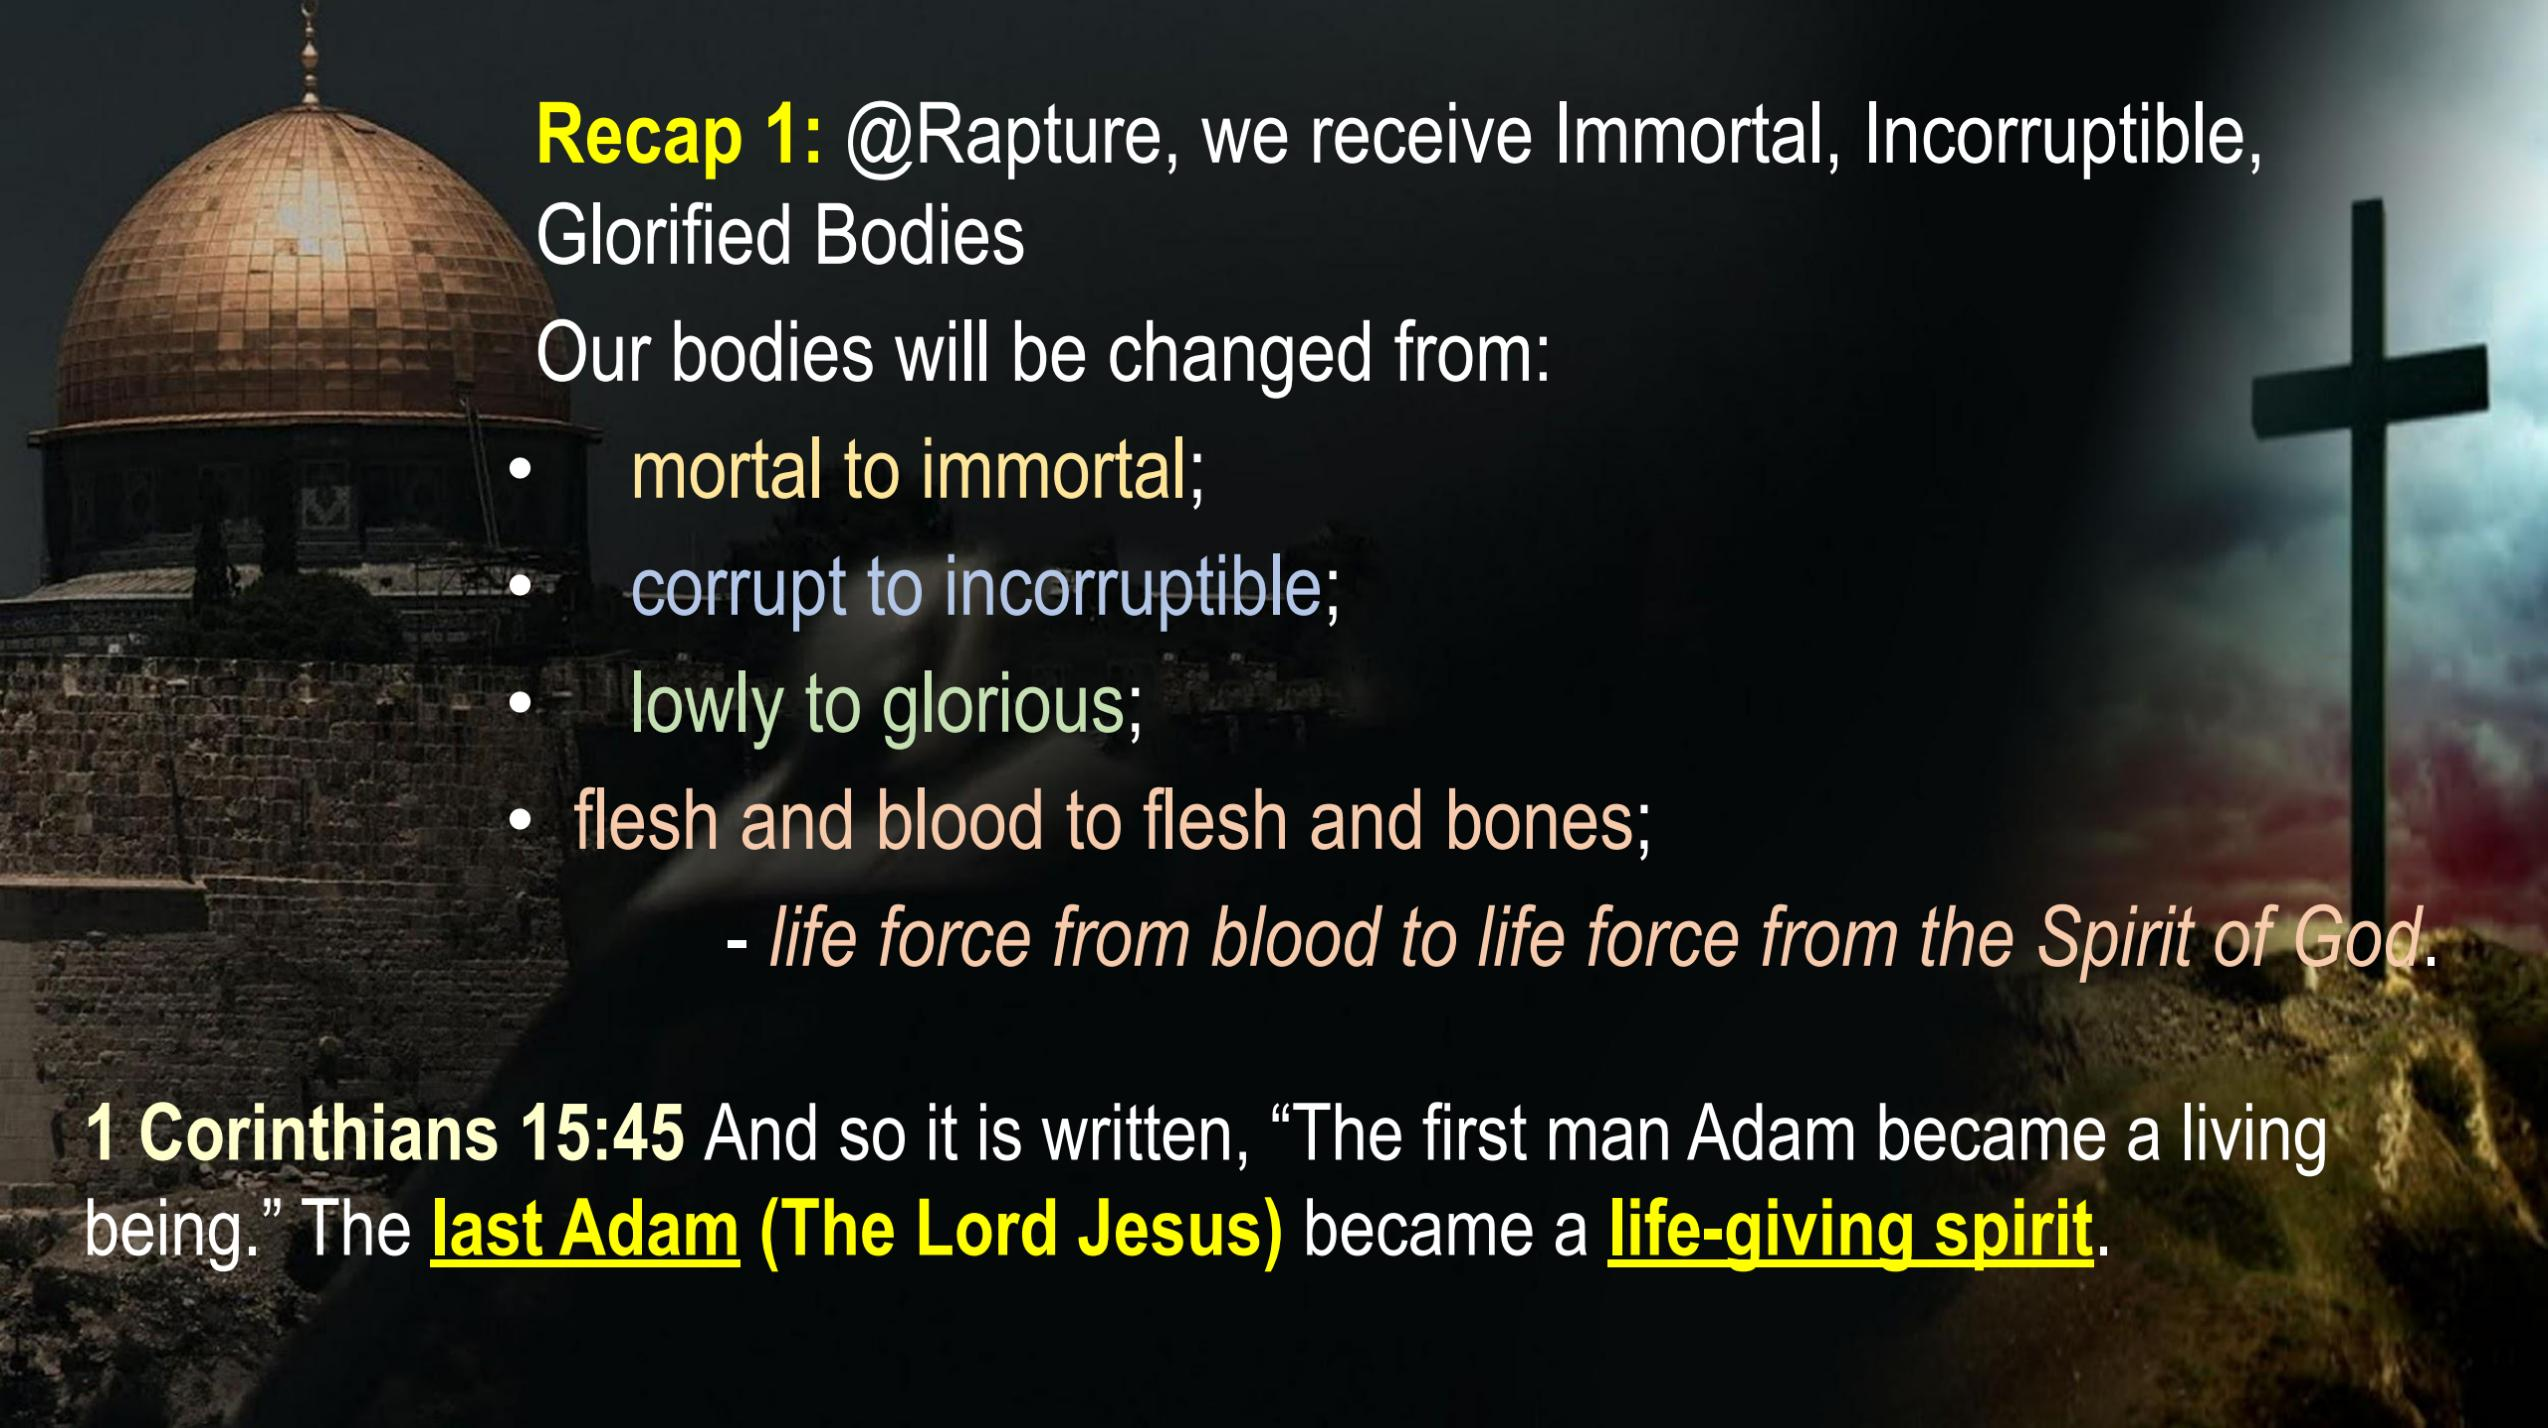 Recap 1: @Rapture, we receive Immortal, Incorruptible,
Glorified Bodies
Our bodies will be changed from:
• mortal to immortal;
• corrupt to incorruptible;
• lowly to glorious;
• flesh and blood to flesh and bones;
- life force from blood to life force from the Spirit of God.
1 Corinthians 15:45 And so it is written, “The first man Adam became a living
being.” The last Adam (The Lord Jesus) became a life-giving spirit.